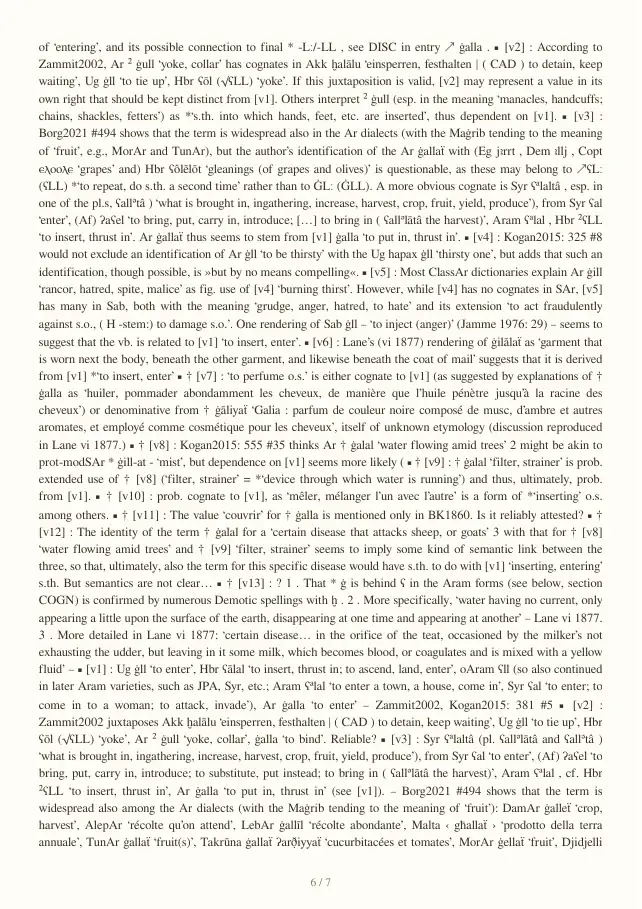 of ‘entering’, and its possible connection to final * -Lː/-LL , see DISC in entry ↗ ġalla . ▪ [v2] : According to
Zammit2002, Ar ² ġull ‘yoke, collar’ has cognates in Akk ḫalālu ‘einsperren, festhalten | ( CAD ) to detain, keep
waiting’, Ug ġll ‘to tie up’, Hbr ʕōl (√ʕLL) ‘yoke’. If this juxtaposition is valid, [v2] may represent a value in its
own right that should be kept distinct from [v1]. Others interpret ² ġull (esp. in the meaning ‘manacles, handcuffs;
chains, shackles, fetters’) as *‘s.th. into which hands, feet, etc. are inserted’, thus dependent on [v1]. ▪ [v3] :
Borg2021 #494 shows that the term is widespread also in the Ar dialects (with the Maġrib tending to the meaning
of ‘fruit’, e.g., MorAr and TunAr), but the author’s identification of the Ar ġallaẗ with (Eg jꜣrrt , Dem ꜣllj , Copt
ⲉⲗⲟⲟⲗⲉ ‘grapes’ and) Hbr ʕôlēlōt ‘gleanings (of grapes and olives)’ is questionable, as these may belong to ↗ʕLː
(ʕLL) *‘to repeat, do s.th. a second time’ rather than to ĠLː (ĠLL). A more obvious cognate is Syr ʕᵃlaltâ , esp. in
one of the pl.s, ʕallᵃtâ ) ‘what is brought in, ingathering, increase, harvest, crop, fruit, yield, produce’), from Syr ʕal
‘enter’, (Af) ʔaʕel ‘to bring, put, carry in, introduce; […] to bring in ( ʕallᵃlātâ the harvest)’, Aram ʕᵃlal , Hbr ²ʕLL
‘to insert, thrust in’. Ar ġallaẗ thus seems to stem from [v1] ġalla ‘to put in, thrust in’. ▪ [v4] : Kogan2015: 325 #8
would not exclude an identification of Ar ġll ‘to be thirsty’ with the Ug hapax ġll ‘thirsty one’, but adds that such an
identification, though possible, is »but by no means compelling«. ▪ [v5] : Most ClassAr dictionaries explain Ar ġill
‘rancor, hatred, spite, malice’ as fig. use of [v4] ‘burning thirst’. However, while [v4] has no cognates in SAr, [v5]
has many in Sab, both with the meaning ‘grudge, anger, hatred, to hate’ and its extension ‘to act fraudulently
against s.o., ( H -stem:) to damage s.o.’. One rendering of Sab ġll – ‘to inject (anger)’ (Jamme 1976: 29) – seems to
suggest that the vb. is related to [v1] ‘to insert, enter’. ▪ [v6] : Lane’s (vi 1877) rendering of ġilālaẗ as ‘garment that
is worn next the body, beneath the other garment, and likewise beneath the coat of mail’ suggests that it is derived
from [v1] *‘to insert, enter’ ▪ † [v7] : ‘to perfume o.s.’ is either cognate to [v1] (as suggested by explanations of †
ġalla as ‘huiler, pommader abondamment les cheveux, de manière que l’huile pénètre jusqu’à la racine des
cheveux’) or denominative from † ġāliyaẗ ‘Galia : parfum de couleur noire composé de musc, d’ambre et autres
aromates, et employé comme cosmétique pour les cheveux’, itself of unknown etymology (discussion reproduced
in Lane vi 1877.) ▪ † [v8] : Kogan2015: 555 #35 thinks Ar † ġalal ‘water flowing amid trees’ 2 might be akin to
prot-modSAr * ġill-at - ‘mist’, but dependence on [v1] seems more likely ( ▪ † [v9] : † ġalal ‘filter, strainer’ is prob.
extended use of † [v8] (‘filter, strainer’ = *‘device through which water is running’) and thus, ultimately, prob.
from [v1]. ▪ † [v10] : prob. cognate to [v1], as ‘mêler, mélanger l’un avec l’autre’ is a form of *‘inserting’ o.s.
among others. ▪ † [v11] : The value ‘couvrir’ for † ġalla is mentioned only in BK1860. Is it reliably attested? ▪ †
[v12] : The identity of the term † ġalal for a ‘certain disease that attacks sheep, or goats’ 3 with that for † [v8]
‘water flowing amid trees’ and † [v9] ‘filter, strainer’ seems to imply some kind of semantic link between the
three, so that, ultimately, also the term for this specific disease would have s.th. to do with [v1] ‘inserting, entering’
s.th. But semantics are not clear… ▪ † [v13] : ? 1 . That * ġ is behind ʕ in the Aram forms (see below, section
COGN) is confirmed by numerous Demotic spellings with ḫ . 2 . More specifically, ‘water having no current, only
appearing a little upon the surface of the earth, disappearing at one time and appearing at another’ – Lane vi 1877.
3 . More detailed in Lane vi 1877: ‘certain disease… in the orifice of the teat, occasioned by the milker’s not
exhausting the udder, but leaving in it some milk, which becomes blood, or coagulates and is mixed with a yellow
fluid’ – ▪ [v1] : Ug ġll ‘to enter’, Hbr ʕālal ‘to insert, thrust in; to ascend, land, enter’, oAram ʕll (so also continued
in later Aram varieties, such as JPA, Syr, etc.; Aram ʕᵃlal ‘to enter a town, a house, come in’, Syr ʕal ‘to enter; to
come in to a woman; to attack, invade’), Ar ġalla ‘to enter’ – Zammit2002, Kogan2015: 381 #5 ▪ [v2] :
Zammit2002 juxtaposes Akk ḫalālu ‘einsperren, festhalten | ( CAD ) to detain, keep waiting’, Ug ġll ‘to tie up’, Hbr
ʕōl (√ʕLL) ‘yoke’, Ar ² ġull ‘yoke, collar’, ġalla ‘to bind’. Reliable? ▪ [v3] : Syr ʕᵃlaltâ (pl. ʕallᵃlātâ and ʕallᵃtâ )
‘what is brought in, ingathering, increase, harvest, crop, fruit, yield, produce’), from Syr ʕal ‘to enter’, (Af) ʔaʕel ‘to
bring, put, carry in, introduce; to substitute, put instead; to bring in ( ʕallᵃlātâ the harvest)’, Aram ʕᵃlal , cf. Hbr
²ʕLL ‘to insert, thrust in’, Ar ġalla ‘to put in, thrust in’ (see [v1]). – Borg2021 #494 shows that the term is
widespread also among the Ar dialects (with the Maġrib tending to the meaning of ‘fruit’): DamAr ġalleẗ ‘crop,
harvest’, AlepAr ‘récolte qu’on attend’, LebAr ġallīl ‘récolte abondante’, Malta ‹ għallaẗ › ‘prodotto della terra
annuale’, TunAr ġallaẗ ‘fruit(s)’, Takrūna ġallaẗ ʔarð̣iyyaẗ ‘cucurbitacées et tomates’, MorAr ġellaẗ ‘fruit’, Djidjelli
6 / 7